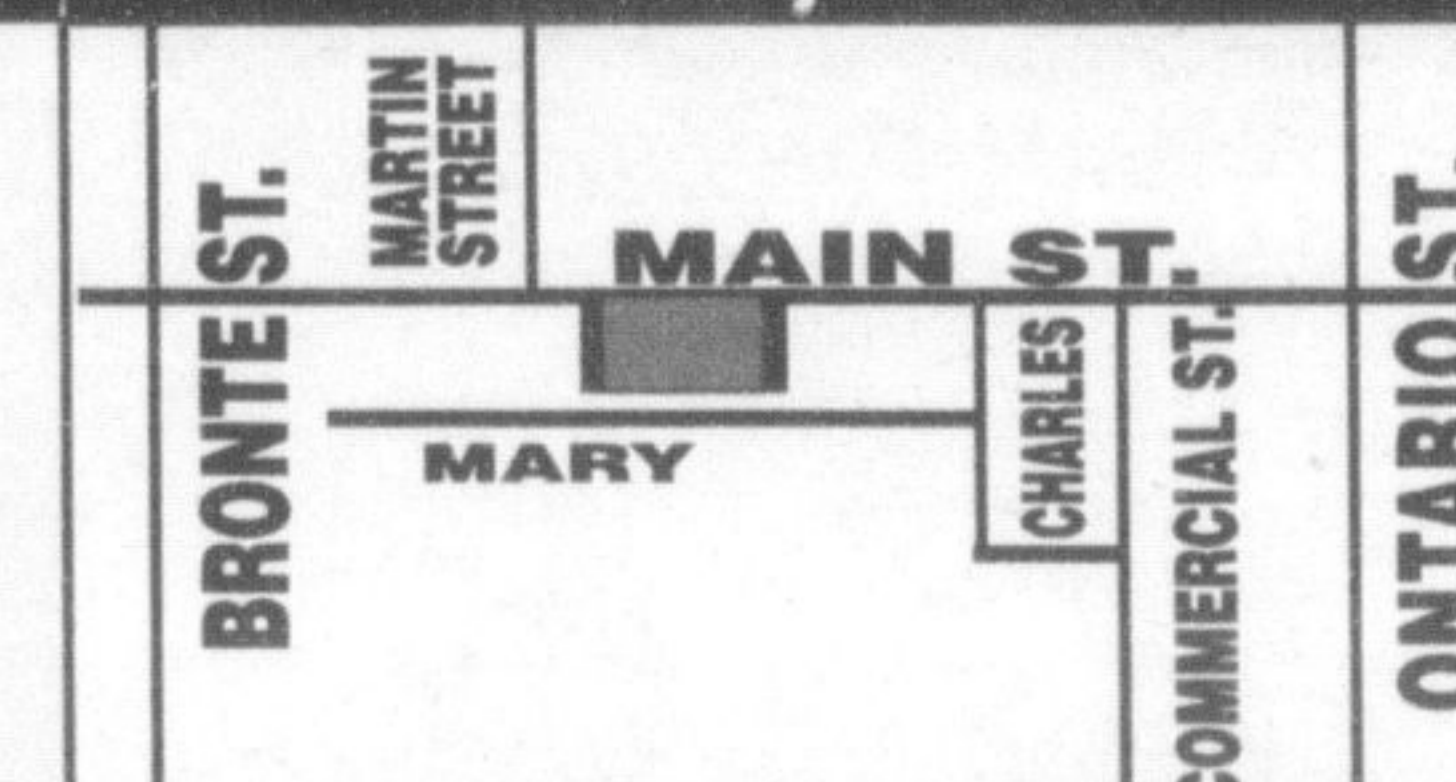 MARTIN
STREET
BRONTE ST.
MAIN ST.
MARY
CHARLES
COMMERCIAL ST.
ONTARIO ST